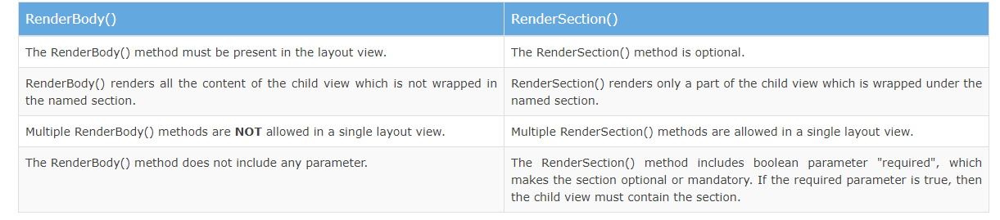 RenderBody()
RenderSection()
The RenderBody() method must be present in the layout view.
The RenderSection() method is optional.
RenderBody() renders all the content of the child view which is not wrapped in
the named section.
RenderSection() renders only a part of the child view which is wrapped under the
named section.
Multiple RenderBody() methods are NOT allowed in a single layout view.
Multiple RenderSection() methods are allowed in a single layout view.
The RenderBody() method does not include any parameter.
The RenderSection() method includes boolean parameter "required", which
makes the section optional or mandatory. If the required parameter is true, then
the child view must contain the section.